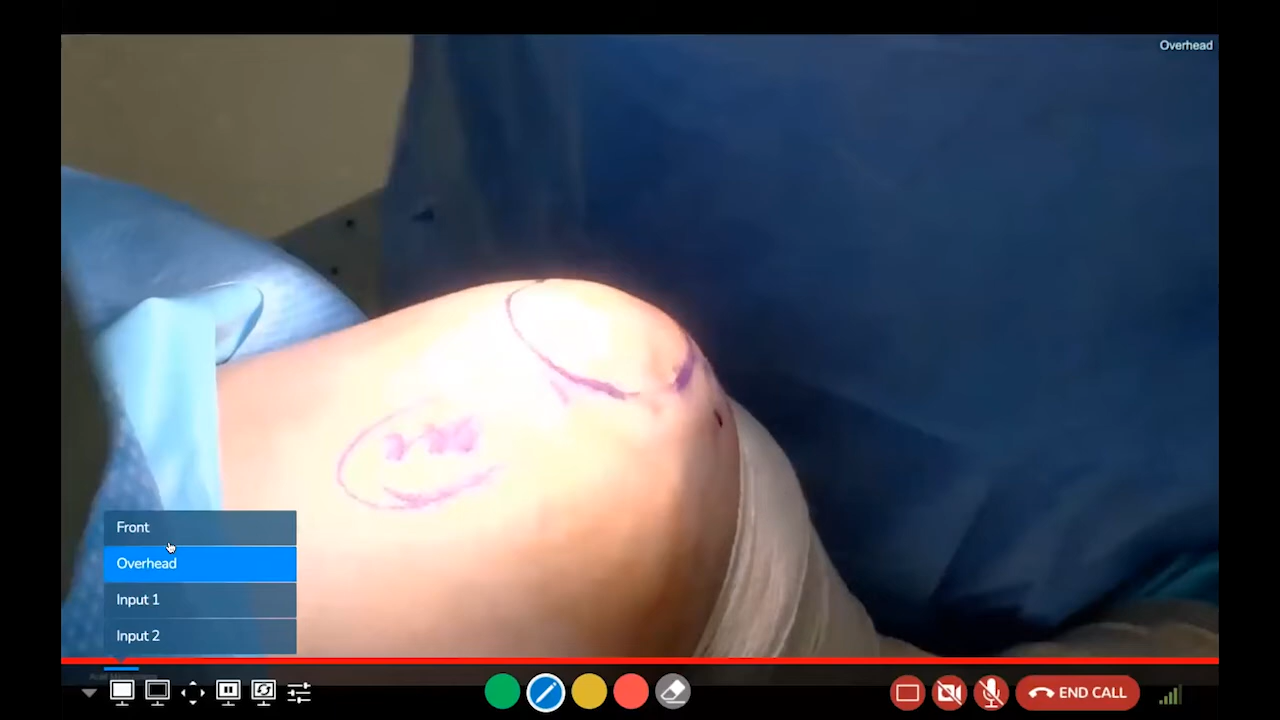 Overhead
Front
Overhead
Input 1
Input 2
END CALL